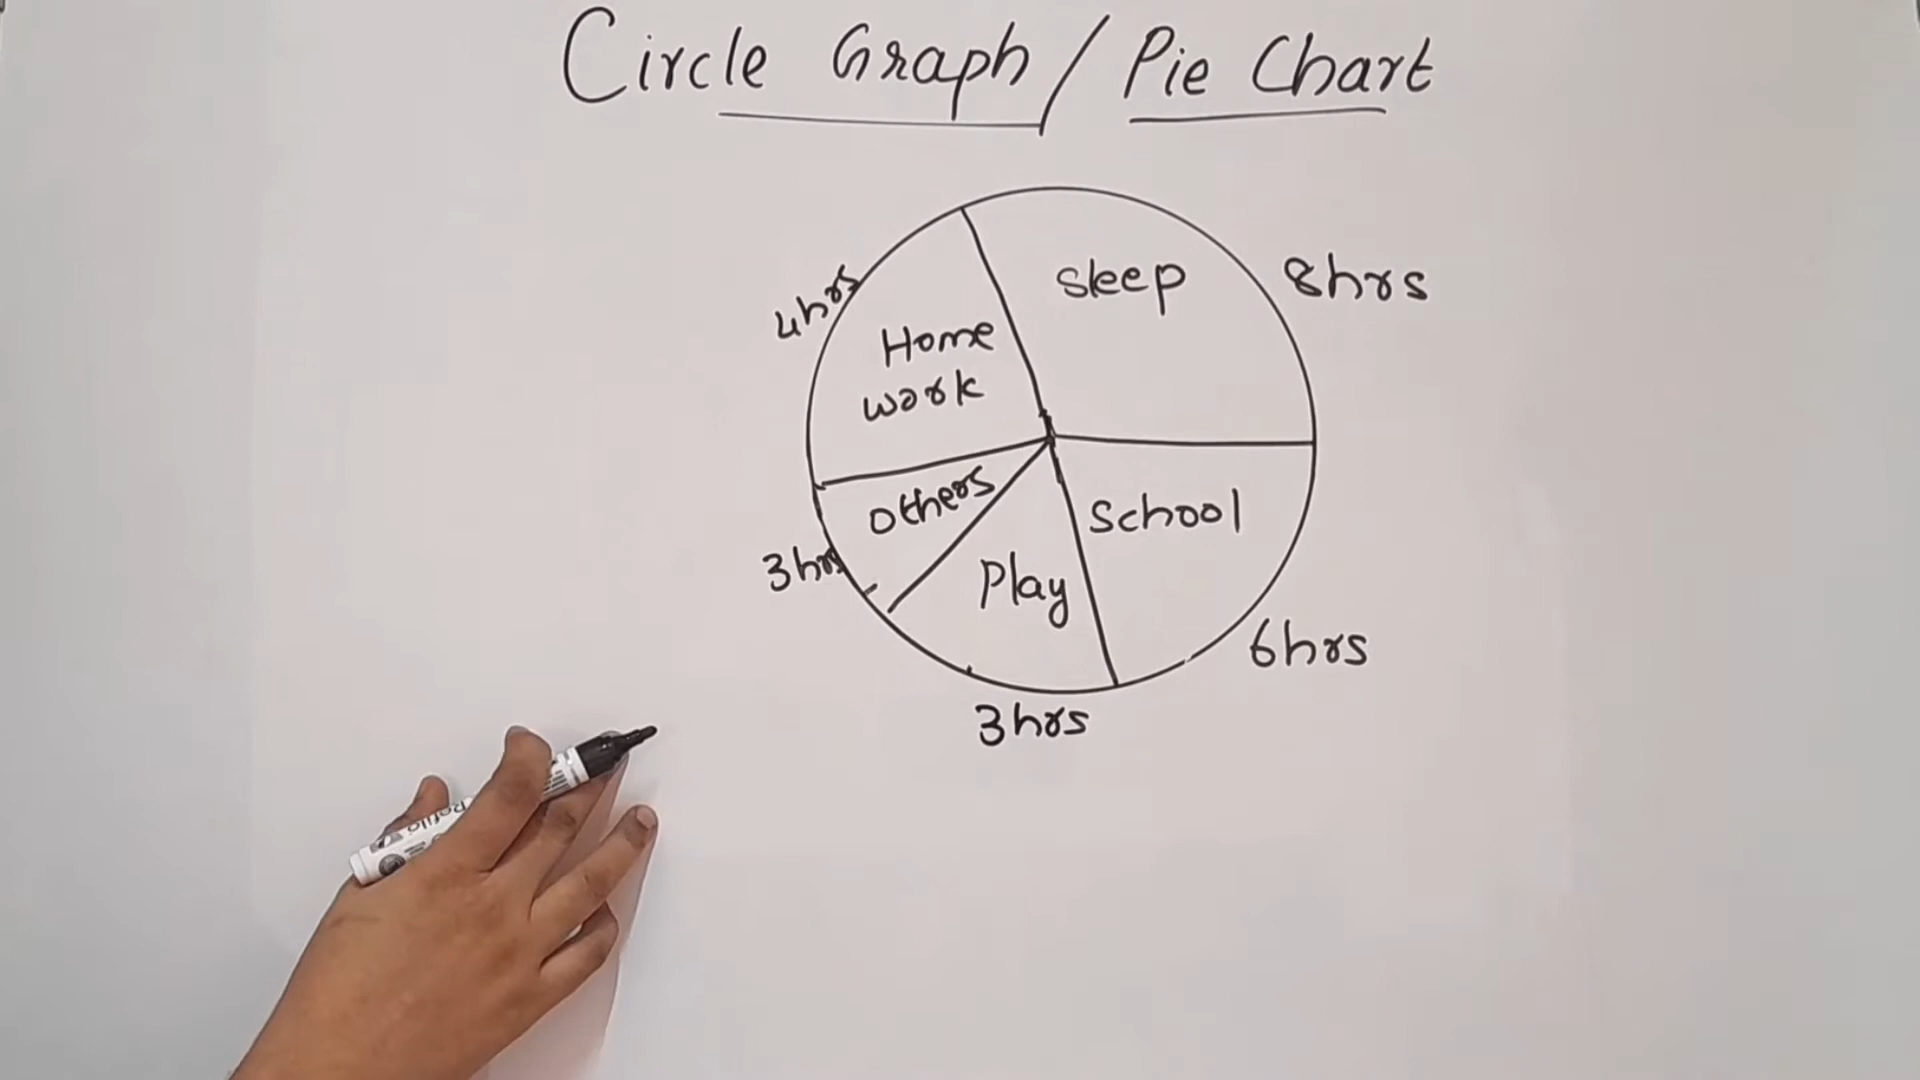 Circle Graph / Pie Chart
Sleep
8hrs
4hrs
Home
work
Others
School
3hrs
Play
6hrs
3hrs